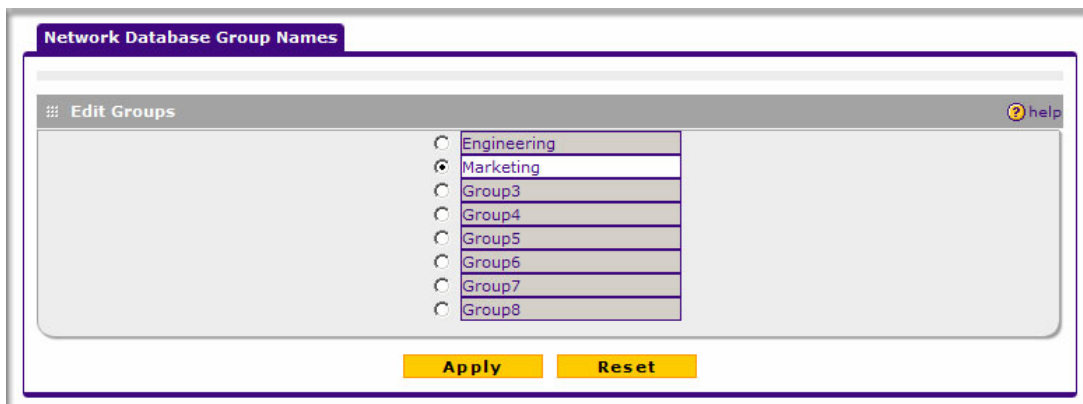 Network Database Group Names
Edit Groups
help
Engineering
Marketing
Group3
Group4
Group5
Group6
Group7
Group8
Apply
Reset